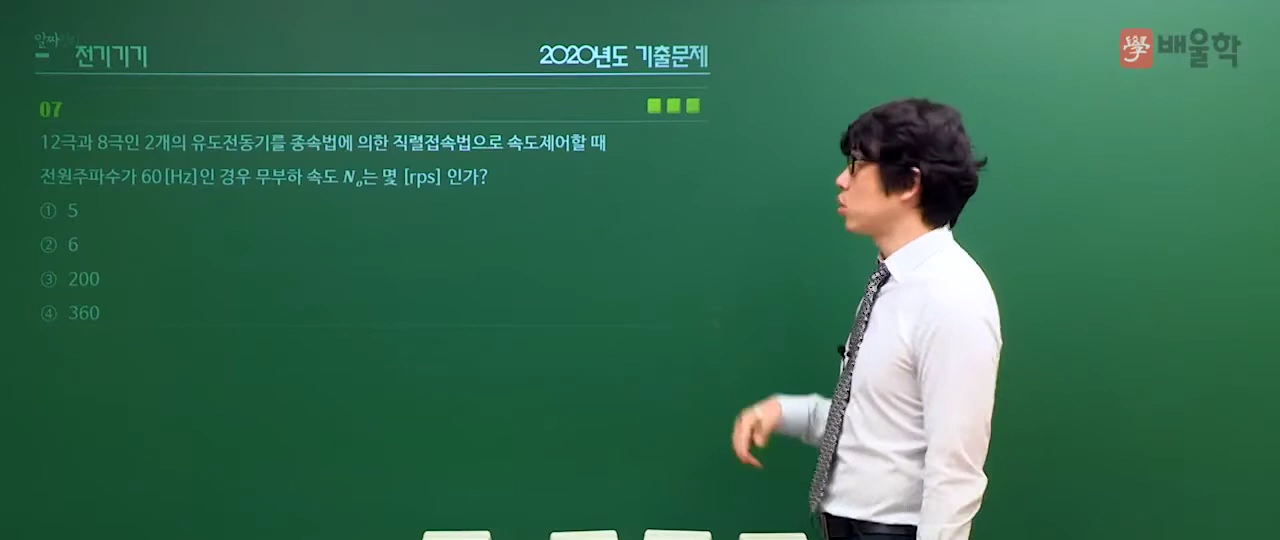 알짜
전기기기
2020년도 기출문제
學 배울학
07
12극과 8극인 2개의 유도전동기를 종속법에 의한 직렬접속법으로 속도제어할 때
전원주파수가 60[Hz]인 경우 무부하 속도 Nₒ는 몇 [rps] 인가?
① 5
② 6
③ 200
④ 360